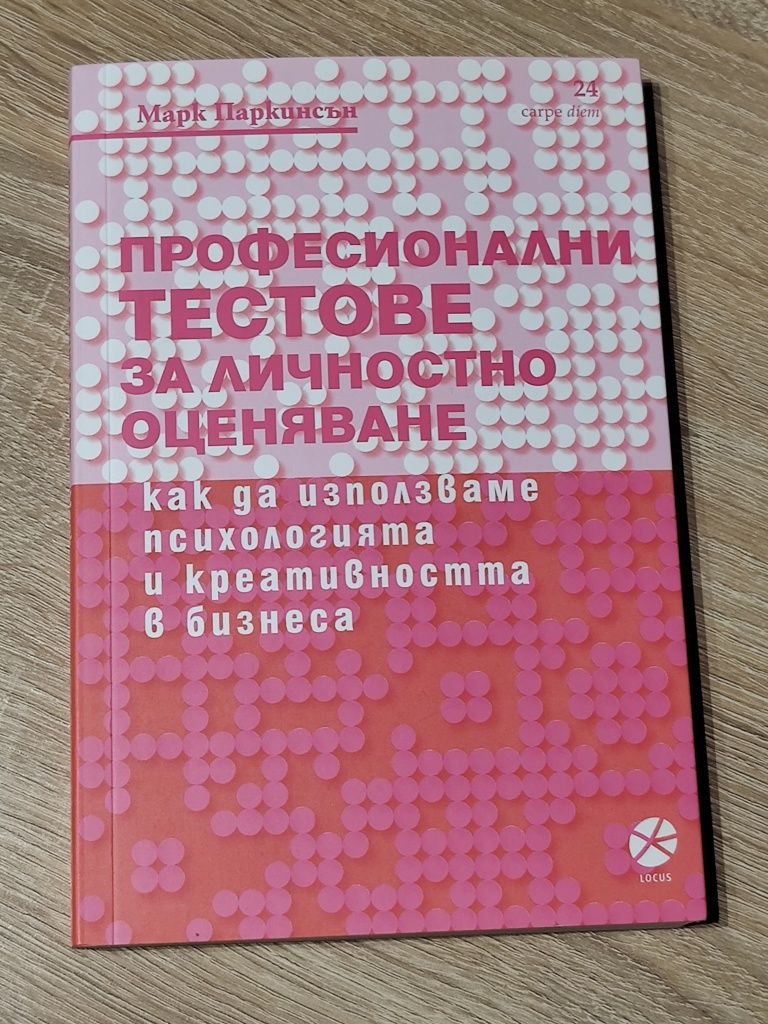 Марк Паркинсън
24
carpe diem
ПРОФЕСИОНАЛНИ
ТЕСТОВЕ
ЗА ЛИЧНОСТНО
ОЦЕНЯВАНЕ
как да използваме
психологията
и креативността
в бизнеса
LOCUS